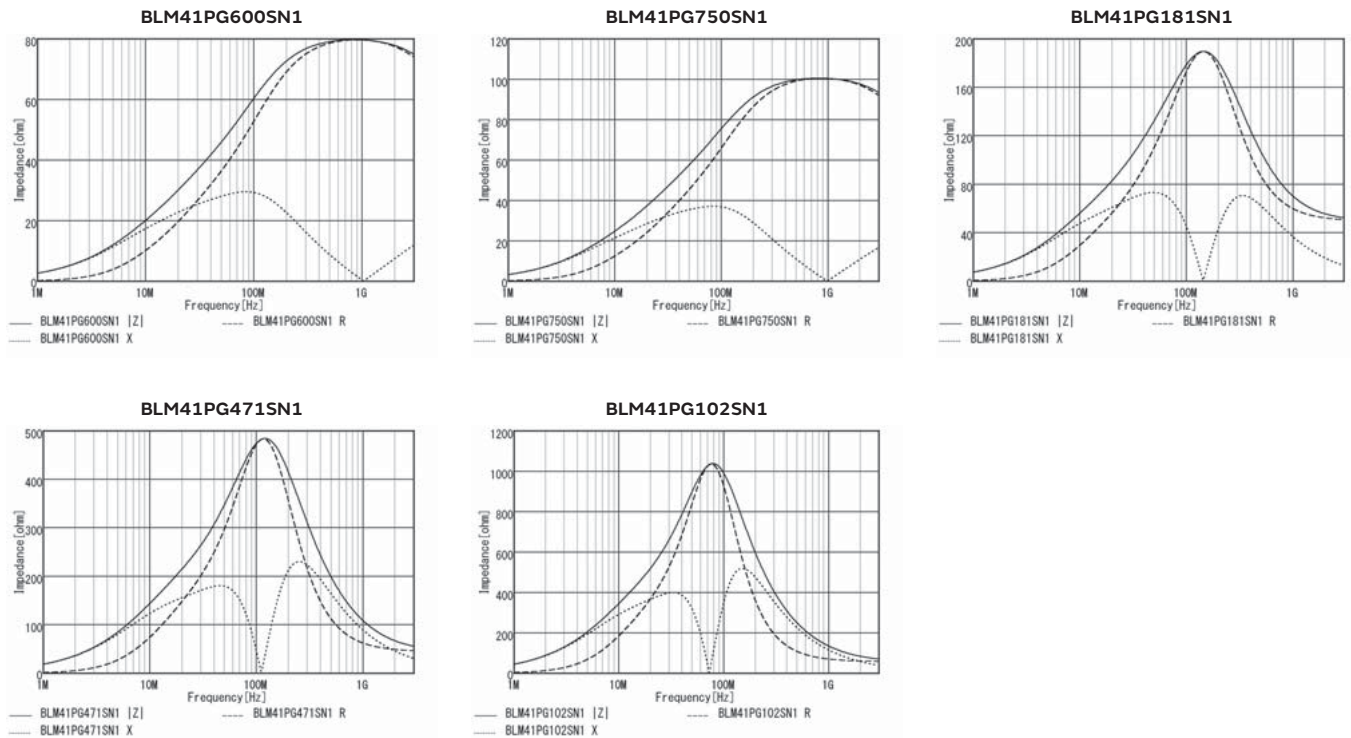 BLM41PG600SN1
80
60
40
20
0
Impedance[ohm]
1M 10M 100M 1G
Frequency[Hz]
BLM41PG600SN1 |Z| BLM41PG600SN1 R
BLM41PG600SN1 X
BLM41PG750SN1
120
100
80
60
40
20
0
Impedance[ohm]
1M 10M 100M 1G
Frequency[Hz]
BLM41PG750SN1 |Z| BLM41PG750SN1 R
BLM41PG750SN1 X
BLM41PG181SN1
200
160
120
80
40
0
Impedance[ohm]
1M 10M 100M 1G
Frequency[Hz]
BLM41PG181SN1 |Z| BLM41PG181SN1 R
BLM41PG181SN1 X
BLM41PG471SN1
500
400
300
200
100
0
Impedance[ohm]
1M 10M 100M 1G
Frequency[Hz]
BLM41PG471SN1 |Z| BLM41PG471SN1 R
BLM41PG471SN1 X
BLM41PG102SN1
1200
1000
800
600
400
200
0
Impedance[ohm]
1M 10M 100M 1G
Frequency[Hz]
BLM41PG102SN1 |Z| BLM41PG102SN1 R
BLM41PG102SN1 X